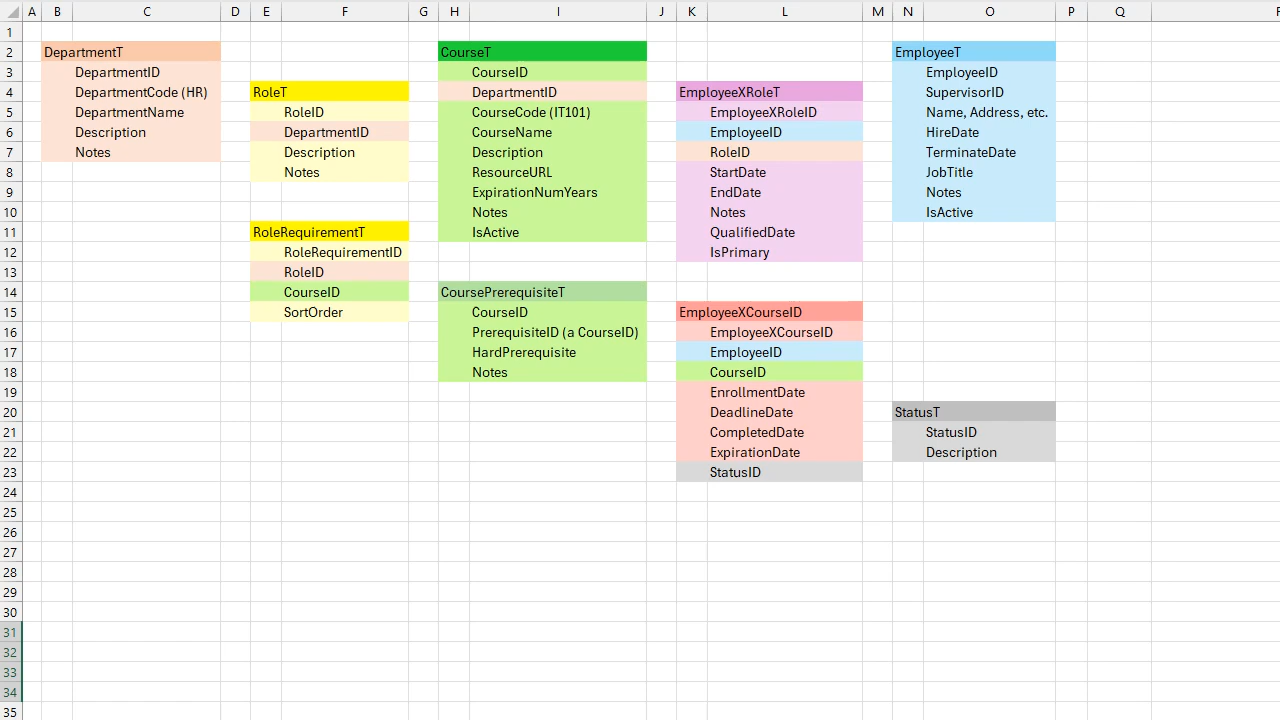 A B C D E F G H I J K L M N O P Q
1
2
3
4
5
6
7
8
9
10
11
12
13
14
15
16
17
18
19
20
21
22
23
24
25
26
27
28
29
30
31
32
33
34
35
DepartmentT
DepartmentID
DepartmentCode (HR)
DepartmentName
Description
Notes
RoleT
RoleID
DepartmentID
Description
Notes
RoleRequirementT
RoleRequirementID
RoleID
CourseID
SortOrder
CourseT
CourseID
DepartmentID
CourseCode (IT101)
CourseName
Description
ResourceURL
ExpirationNumYears
Notes
IsActive
CoursePrerequisiteT
CourseID
PrerequisiteID (a CourseID)
HardPrerequisite
Notes
EmployeeXRoleT
EmployeeXRoleID
EmployeeID
RoleID
StartDate
EndDate
Notes
QualifiedDate
IsPrimary
EmployeeXCourseID
EmployeeXCourseID
EmployeeID
CourseID
EnrollmentDate
DeadlineDate
CompletedDate
ExpirationDate
StatusID
EmployeeT
EmployeeID
SupervisorID
Name, Address, etc.
HireDate
TerminateDate
JobTitle
Notes
IsActive
StatusT
StatusID
Description